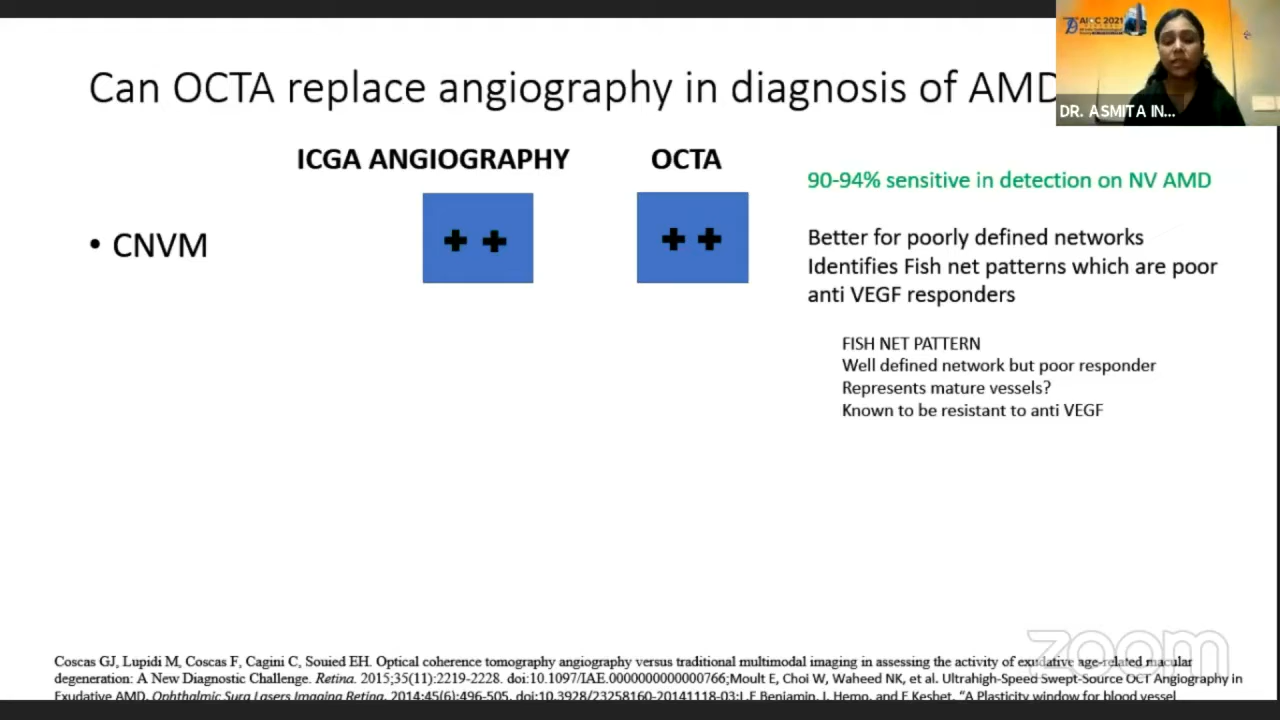 Can OCTA replace angiography in diagnosis of AMD
AIOC 2021
DR. ASMITA IN...
ICGA ANGIOGRAPHY
OCTA
• CNVM
90-94% sensitive in detection on NV AMD
Better for poorly defined networks
Identifies Fish net patterns which are poor
anti VEGF responders
FISH NET PATTERN
Well defined network but poor responder
Represents mature vessels?
Known to be resistant to anti VEGF
zoom
Coscas GJ, Lupidi M, Coscas F, Cagini C, Souied EH. Optical coherence tomography angiography versus traditional multimodal imaging in assessing the activity of exudative age-related macular
degeneration: A New Diagnostic Challenge. Retina. 2015;35(11):2219-2228. doi:10.1097/IAE.0000000000000766;Moult E, Choi W, Waheed NK, et al. Ultrahigh-Speed Swept-Source OCT Angiography in
Exudative AMD. Ophthalmic Surg Lasers Imaging Retina. 2014;45(6):496-505. doi:10.3928/23258160-20141118-03; Benjamin, J. Hemo, and E Keshet, "A Plasticity window for blood vessel